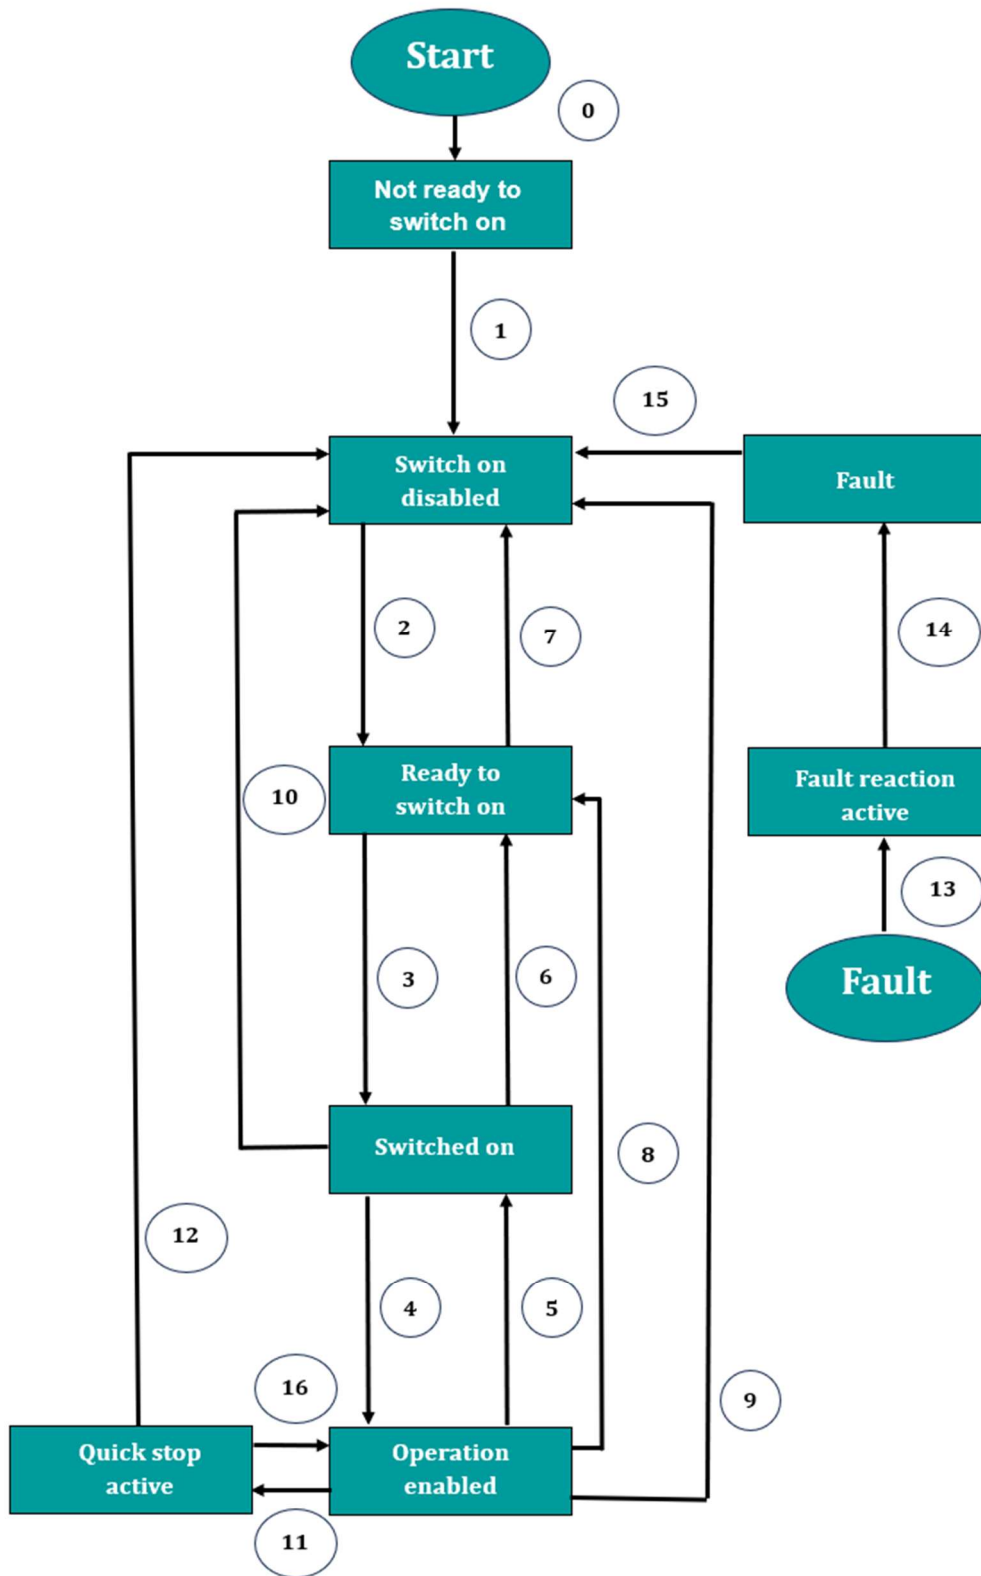 Start
0
Not ready to
switch on
1
15
Switch on
disabled
Fault
2
7
14
Ready to
switch on
10
Fault reaction
active
13
3
6
Fault
Switched on
8
12
4
5
16
9
Quick stop
active
Operation
enabled
11